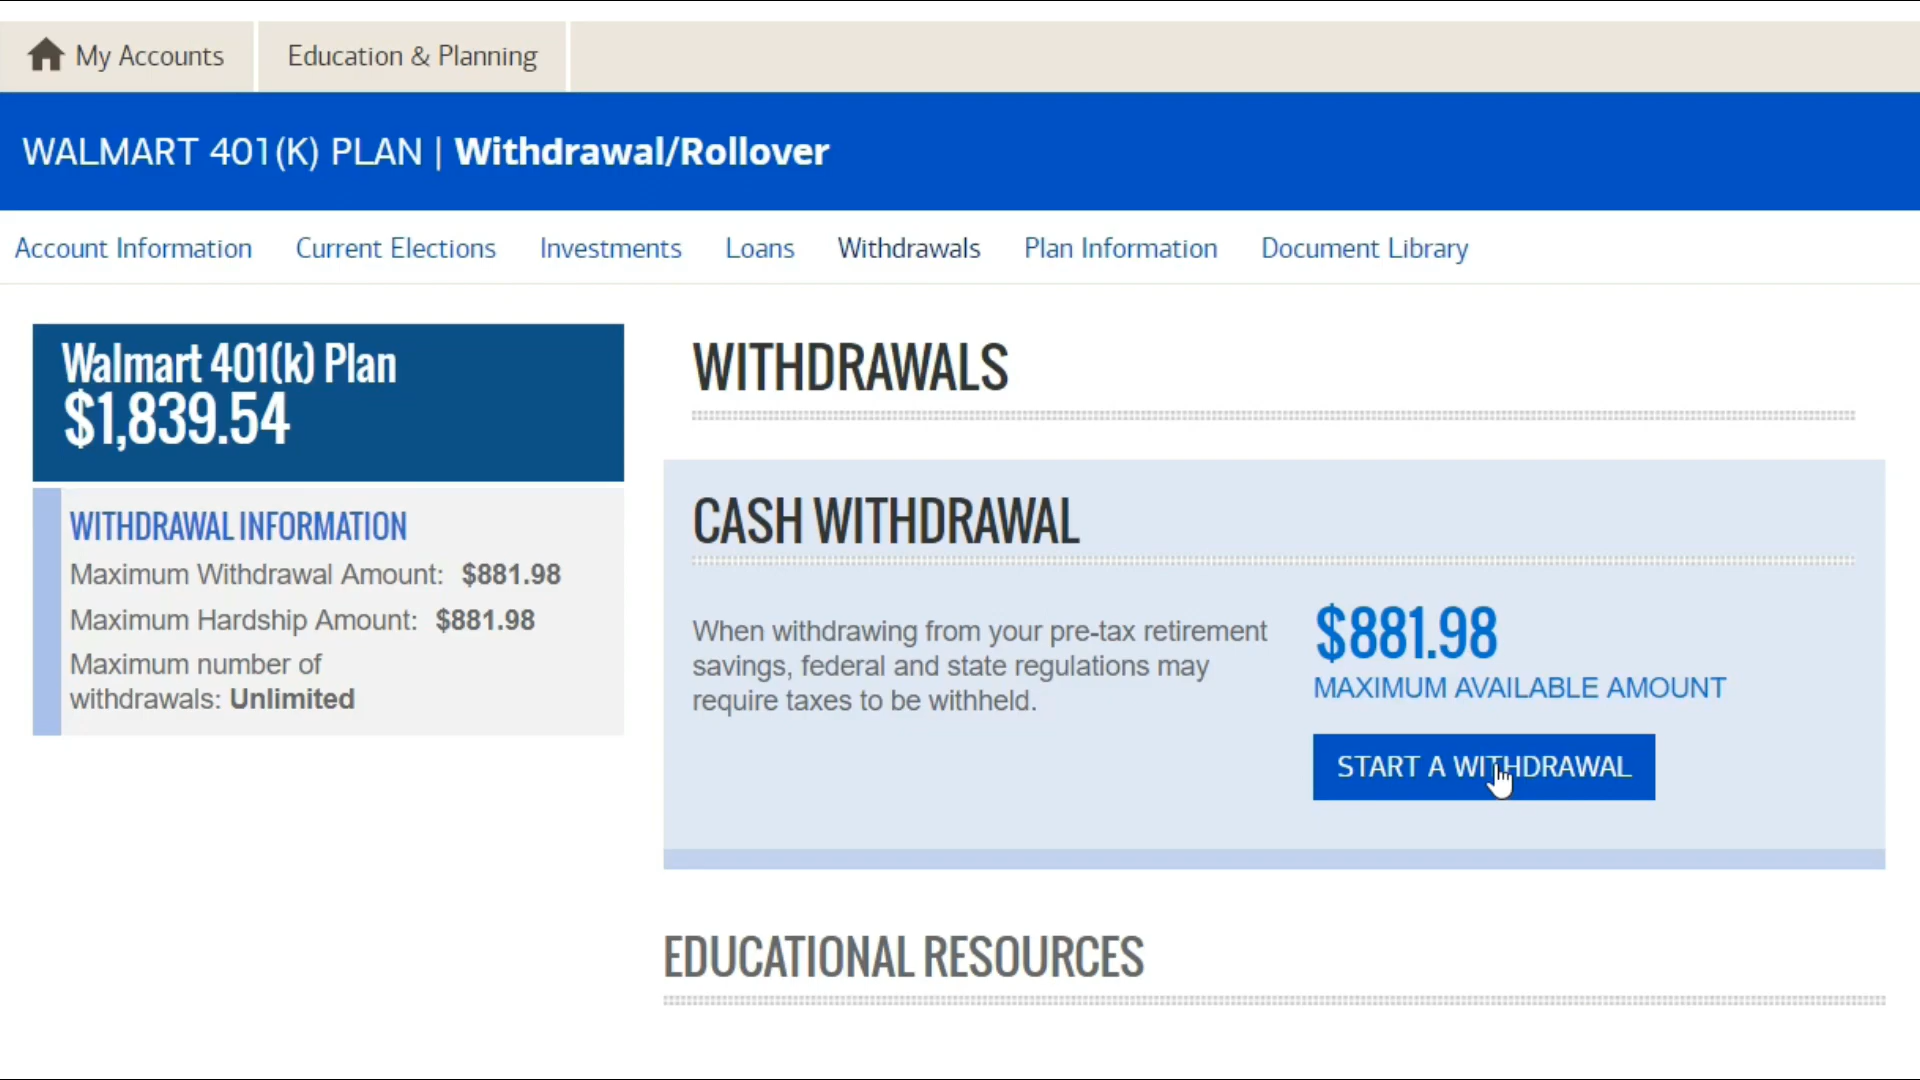 My Accounts
Education & Planning
WALMART 401(K) PLAN | Withdrawal/Rollover
Account Information
Current Elections
Investments
Loans
Withdrawals
Plan Information
Document Library
Walmart 401(k) Plan
$1,839.54
WITHDRAWAL INFORMATION
Maximum Withdrawal Amount: $881.98
Maximum Hardship Amount: $881.98
Maximum number of
withdrawals: Unlimited
WITHDRAWALS
CASH WITHDRAWAL
When withdrawing from your pre-tax retirement
savings, federal and state regulations may
require taxes to be withheld.
$881.98
MAXIMUM AVAILABLE AMOUNT
START A WITHDRAWAL
EDUCATIONAL RESOURCES